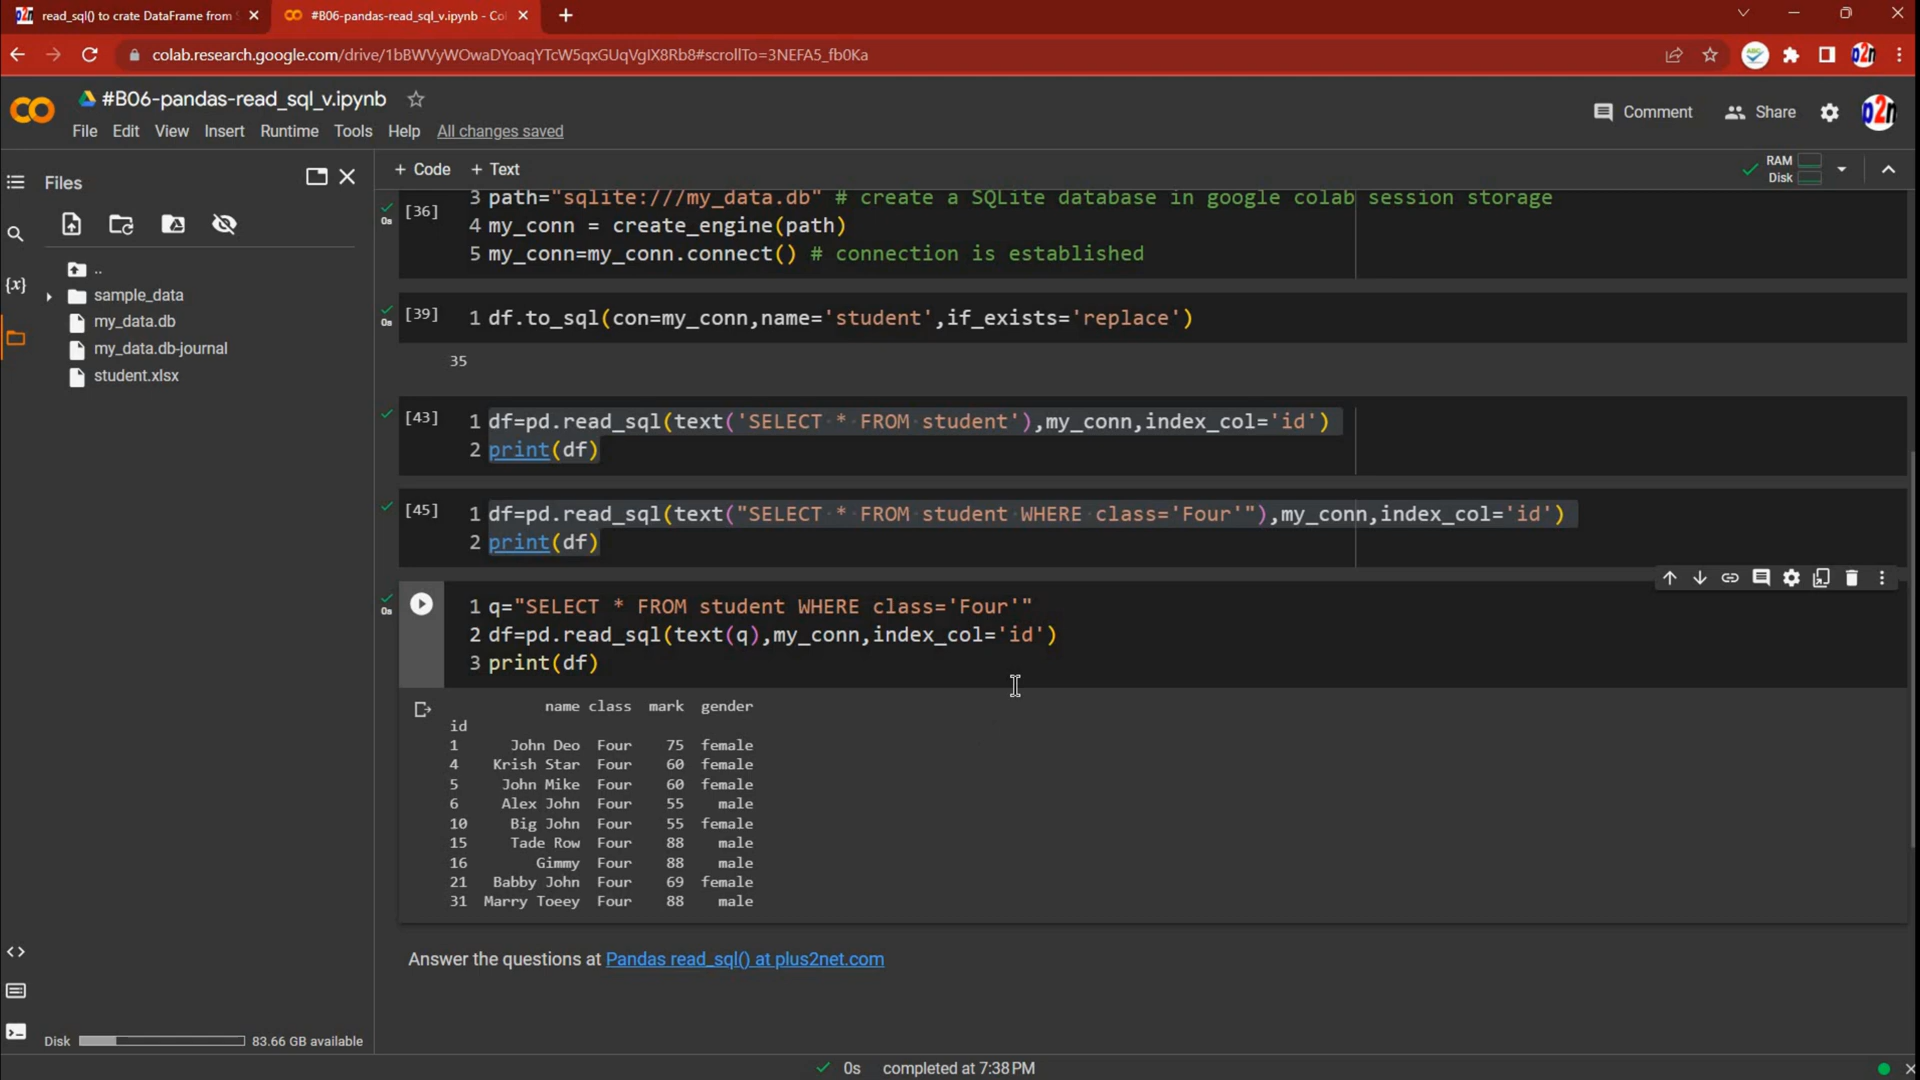 read_sql() to crate DataFrame from
#B06-pandas-read_sql_v.ipynb - Co
colab.research.google.com/drive/1bBWVyWOwaDYoaqYTcW5qxGUqVgIX8Rb8#scrollTo=3NEFA5_fb0Ka
#B06-pandas-read_sql_v.ipynb
Comment
Share
o2n
File Edit View Insert Runtime Tools Help All changes saved
Files
+ Code + Text
RAM
Disk
..
sample_data
my_data.db
my_data.db-journal
student.xlsx
{x}
0s
[36]
3 path="sqlite:///my_data.db" # create a SQLite database in google colab session storage
4 my_conn = create_engine(path)
5 my_conn=my_conn.connect() # connection is established
0s
[39]
1 df.to_sql(con=my_conn,name='student',if_exists='replace')
35
[43]
1 df=pd.read_sql(text('SELECT * FROM student'),my_conn,index_col='id')
2 print(df)
[45]
1 df=pd.read_sql(text("SELECT * FROM student WHERE class='Four'"),my_conn,index_col='id')
2 print(df)
0s
1 q="SELECT * FROM student WHERE class='Four'"
2 df=pd.read_sql(text(q),my_conn,index_col='id')
3 print(df)
name class mark gender
id
1 John Deo Four 75 female
4 Krish Star Four 60 female
5 John Mike Four 60 female
6 Alex John Four 55 male
10 Big John Four 55 female
15 Tade Row Four 88 male
16 Gimmy Four 88 male
21 Babby John Four 69 female
31 Marry Toeey Four 88 male
Answer the questions at Pandas read_sql() at plus2net.com
Disk 83.66 GB available
0s completed at 7:38 PM